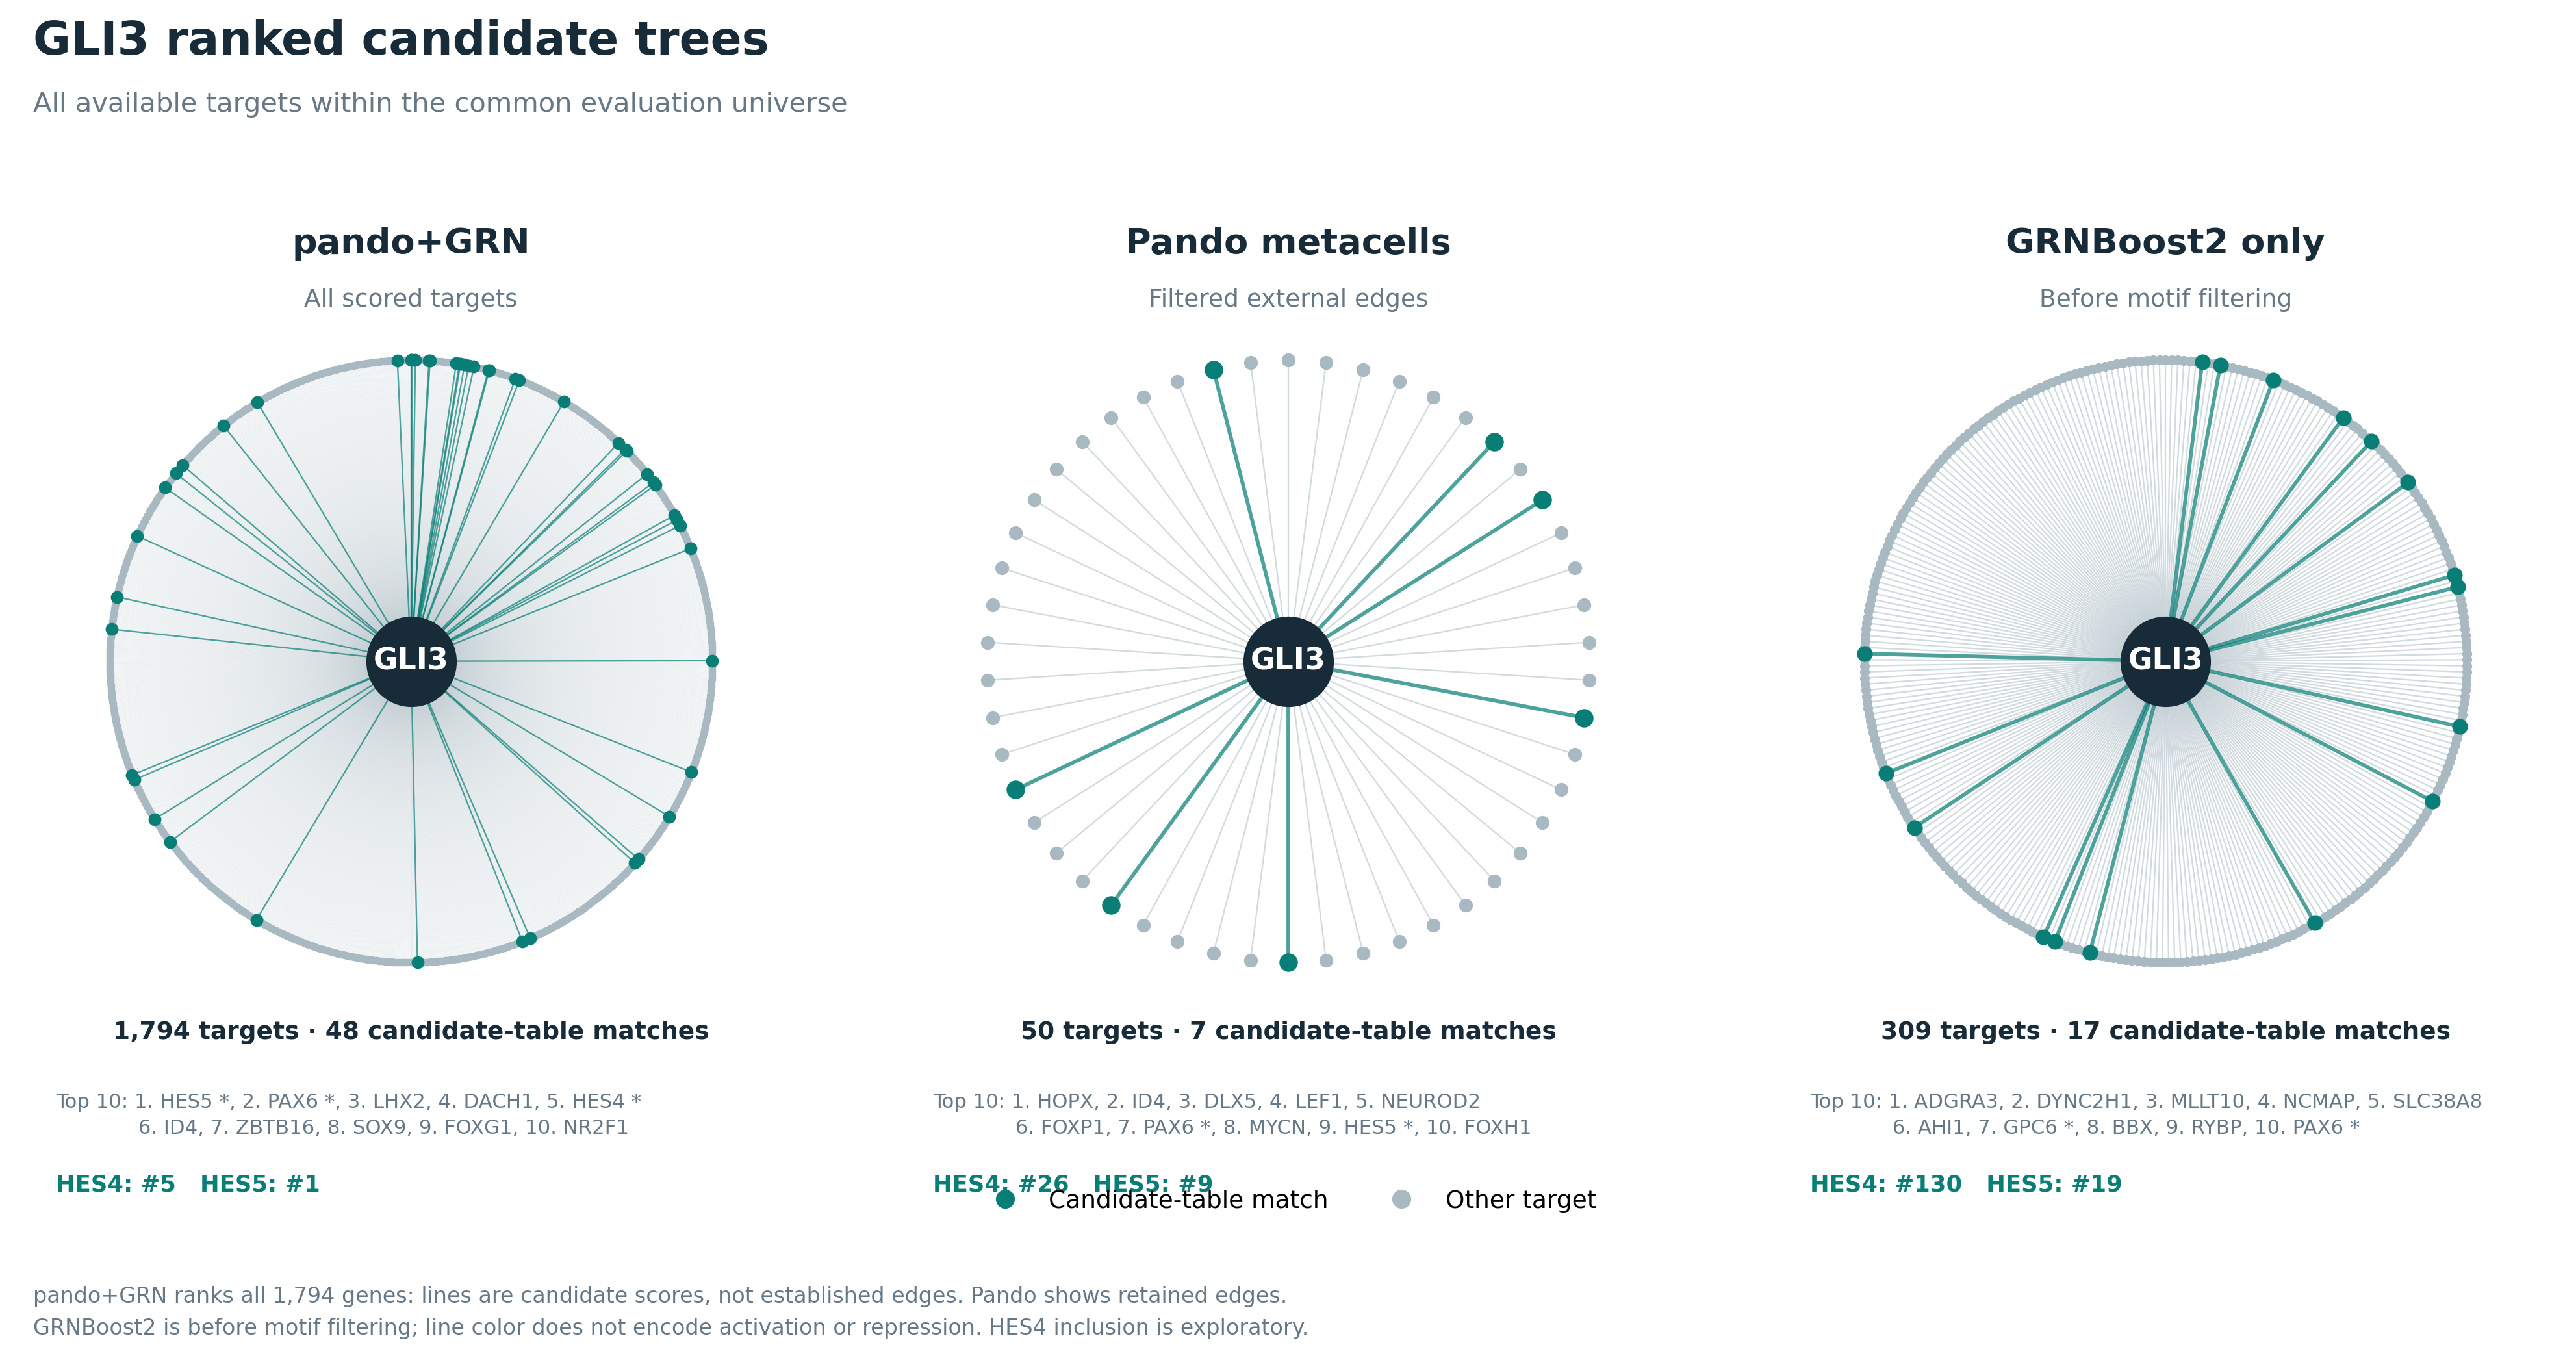 GLI3 ranked candidate trees
All available targets within the common evaluation universe
pando+GRN
All scored targets
GLI3
1,794 targets · 48 candidate-table matches
Top 10: 1. HES5 *, 2. PAX6 *, 3. LHX2, 4. DACH1, 5. HES4 *
6. ID4, 7. ZBTB16, 8. SOX9, 9. FOXG1, 10. NR2F1
HES4: #5 HES5: #1
Pando metacells
Filtered external edges
GLI3
50 targets · 7 candidate-table matches
Top 10: 1. HOPX, 2. ID4, 3. DLX5, 4. LEF1, 5. NEUROD2
6. FOXP1, 7. PAX6 *, 8. MYCN, 9. HES5 *, 10. FOXH1
HES4: #26 HES5: #9
GRNBoost2 only
Before motif filtering
GLI3
309 targets · 17 candidate-table matches
Top 10: 1. ADGRA3, 2. DYNC2H1, 3. MLLT10, 4. NCMAP, 5. SLC38A8
6. AHI1, 7. GPC6 *, 8. BBX, 9. RYBP, 10. PAX6 *
HES4: #130 HES5: #19
Candidate-table match
Other target
pando+GRN ranks all 1,794 genes: lines are candidate scores, not established edges. Pando shows retained edges.
GRNBoost2 is before motif filtering; line color does not encode activation or repression. HES4 inclusion is exploratory.